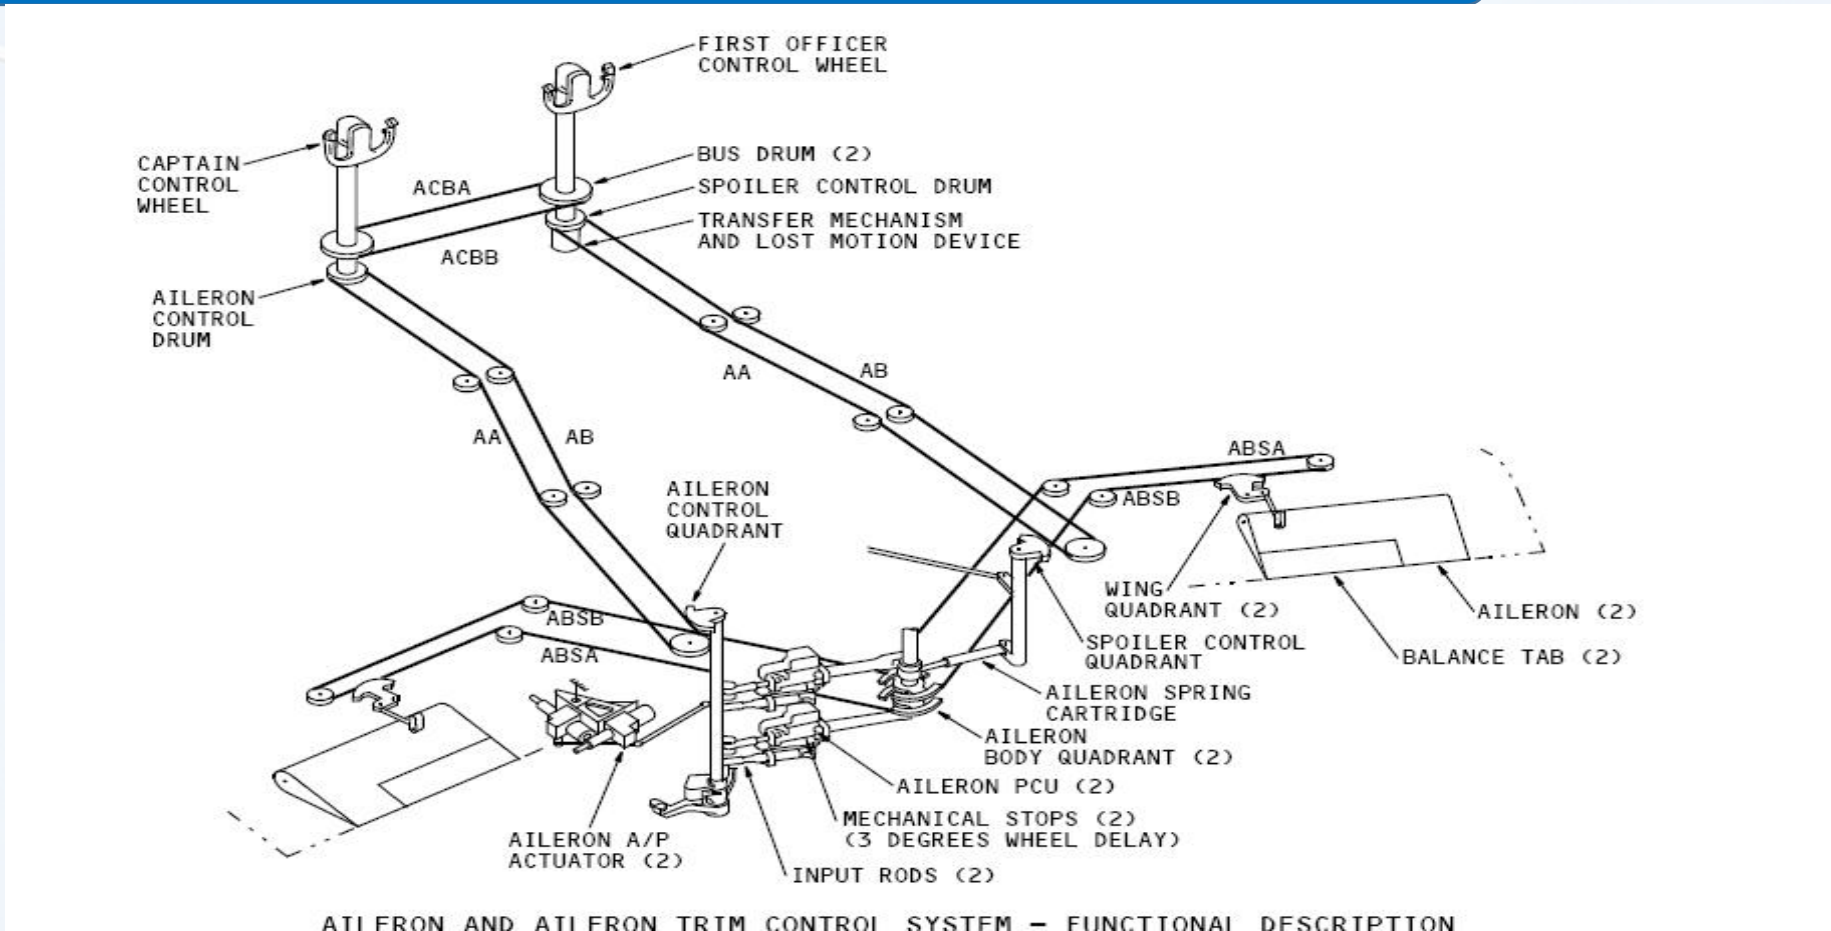 FIRST OFFICER
CONTROL WHEEL
CAPTAIN
CONTROL
WHEEL
ACBA
BUS DRUM (2)
SPOILER CONTROL DRUM
TRANSFER MECHANISM
AND LOST MOTION DEVICE
ACBB
AILERON
CONTROL
DRUM
AA
AB
AA
AB
ABSA
AILERON
CONTROL
QUADRANT
ABSB
WING
QUADRANT (2)
AILERON (2)
ABSB
ABSA
SPOILER CONTROL
QUADRANT
BALANCE TAB (2)
AILERON SPRING
CARTRIDGE
AILERON
BODY QUADRANT (2)
AILERON PCU (2)
MECHANICAL STOPS (2)
(3 DEGREES WHEEL DELAY)
AILERON A/P
ACTUATOR (2)
INPUT RODS (2)
AILERON AND AILERON TRIM CONTROL SYSTEM – FUNCTIONAL DESCRIPTION